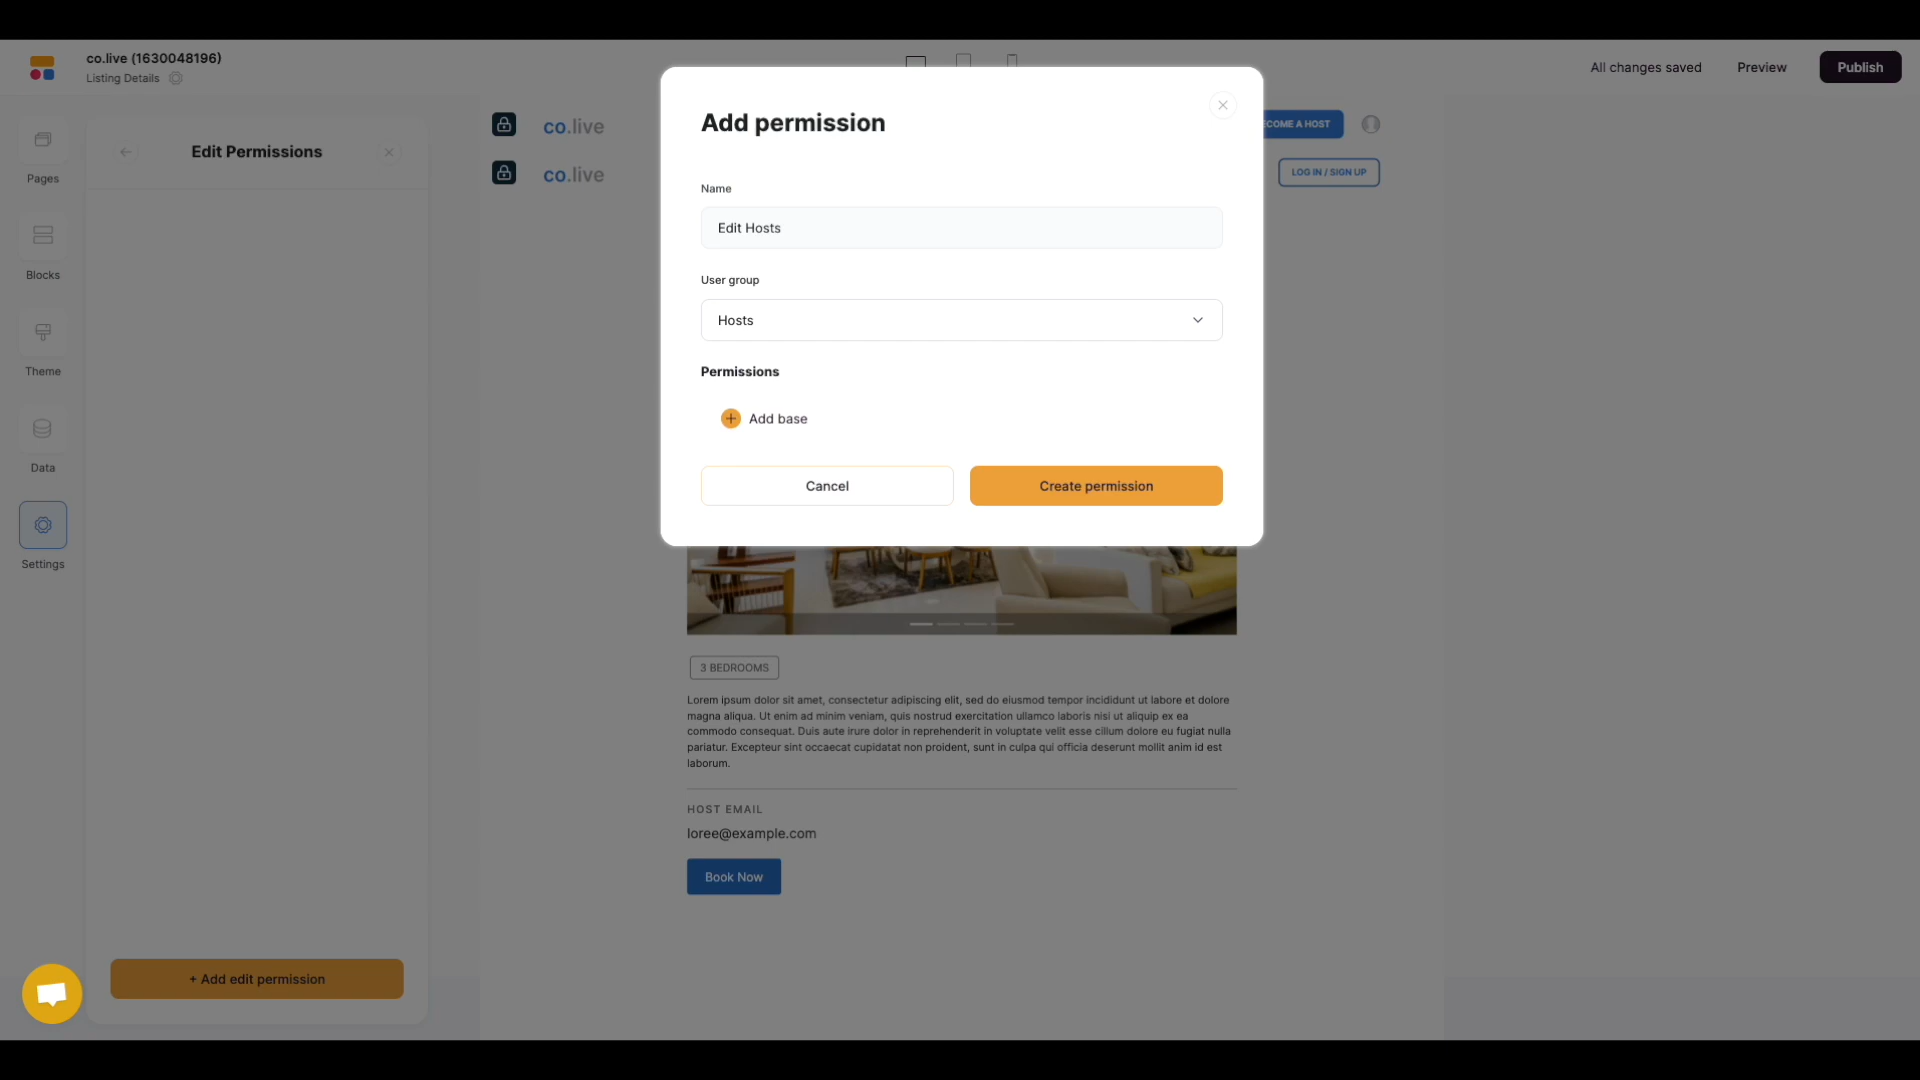 co.live (1630048196)
Listing Details
All changes saved
Preview
Publish
Pages
Blocks
Theme
Data
Settings
Edit Permissions
+ Add edit permission
co.live
co.live
ECOME A HOST
LOG IN / SIGN UP
Add permission
Name
Edit Hosts
User group
Hosts
Permissions
Add base
Cancel
Create permission
3 BEDROOMS
Lorem ipsum dolor sit amet, consectetur adipiscing elit, sed do eiusmod tempor incididunt ut labore et dolore
magna aliqua. Ut enim ad minim veniam, quis nostrud exercitation ullamco laboris nisi ut aliquip ex ea
commodo consequat. Duis aute irure dolor in reprehenderit in voluptate velit esse cillum dolore eu fugiat nulla
pariatur. Excepteur sint occaecat cupidatat non proident, sunt in culpa qui officia deserunt mollit anim id est
laborum.
HOST EMAIL
loree@example.com
Book Now